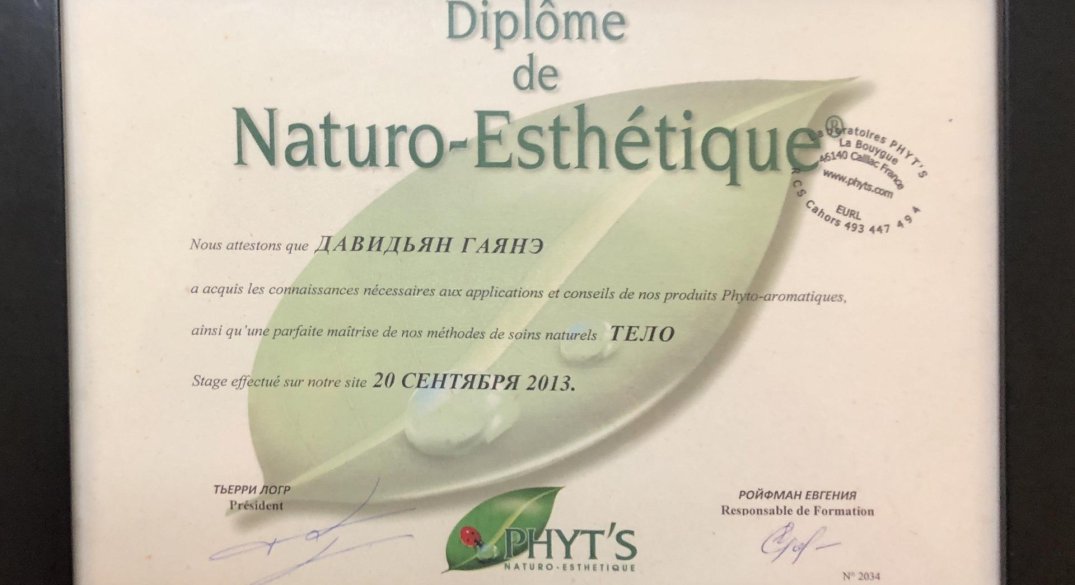 Diplôme
de
Naturo-Esthétique®
Laboratoires PHYT'S
La Bouygue
46140 Caillac France
www.phyts.com
EURL
RCS Cahors 493 447 494
Nous attestons que ДАВИДЬЯН ГАЯНЭ
a acquis les connaissances nécessaires aux applications et conseils de nos produits Phyto-aromatiques,
ainsi qu'une parfaite maîtrise de nos méthodes de soins naturels ТЕЛО
Stage effectué sur notre site 20 СЕНТЯБРЯ 2013.
ТЬЕРРИ ЛОГР
Président
РОЙФМАН ЕВГЕНИЯ
Responsable de Formation
PHYT'S
NATURO-ESTHETIQUE
N° 2034